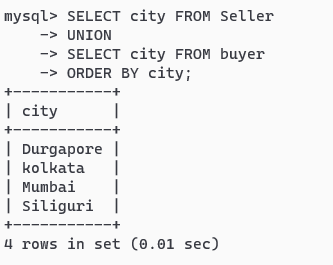 mysql> SELECT city FROM Seller
    -> UNION
    -> SELECT city FROM buyer
    -> ORDER BY city;
+-----------+
| city      |
+-----------+
| Durgapore |
| kolkata   |
| Mumbai    |
| Siliguri  |
+-----------+
4 rows in set (0.01 sec)